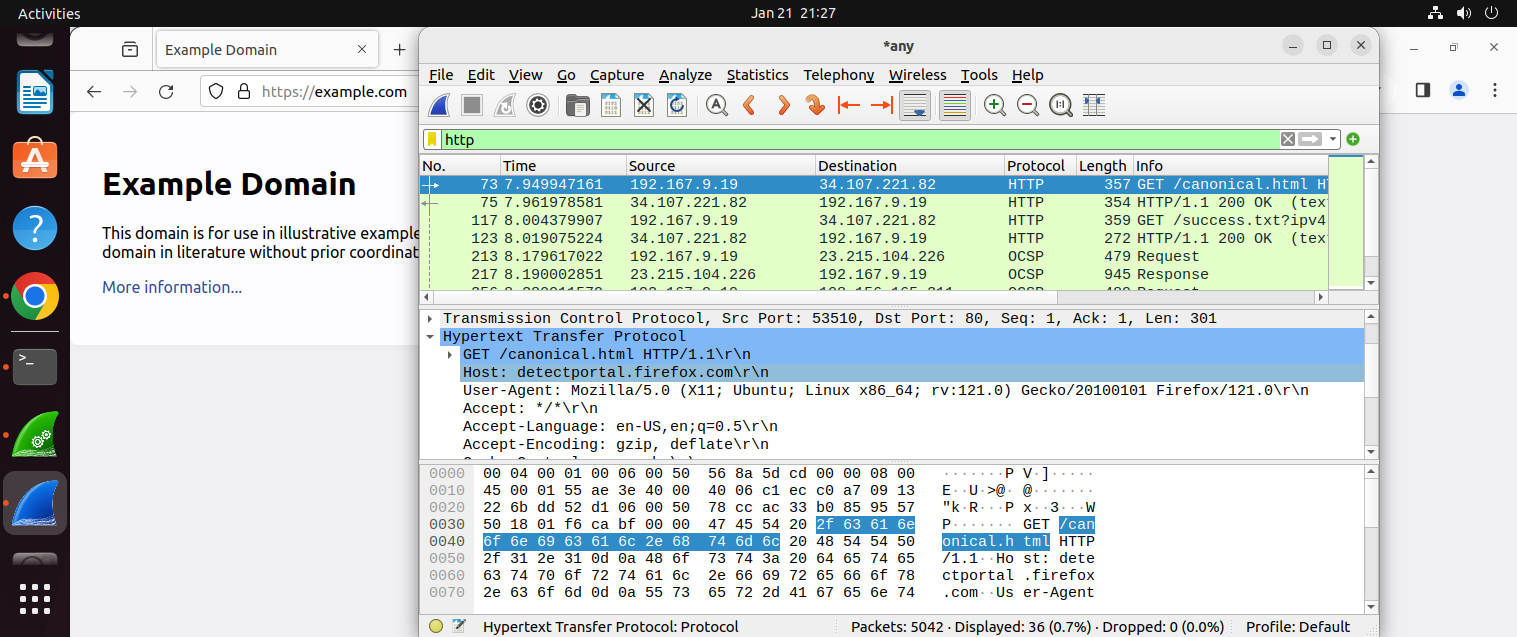 Activities
Jan 21 21:27
Example Domain
https://example.com
Example Domain
This domain is for use in illustrative example
domain in literature without prior coordinat
More information...
*any
File Edit View Go Capture Analyze Statistics Telephony Wireless Tools Help
http
No. Time Source Destination Protocol Length Info
73 7.949947161 192.167.9.19 34.107.221.82 HTTP 357 GET /canonical.html H
75 7.961978581 34.107.221.82 192.167.9.19 HTTP 354 HTTP/1.1 200 OK (tex
117 8.004379907 192.167.9.19 34.107.221.82 HTTP 359 GET /success.txt?ipv4
123 8.019075224 34.107.221.82 192.167.9.19 HTTP 272 HTTP/1.1 200 OK (tex
213 8.179617022 192.167.9.19 23.215.104.226 OCSP 479 Request
217 8.190002851 23.215.104.226 192.167.9.19 OCSP 945 Response
Transmission Control Protocol, Src Port: 53510, Dst Port: 80, Seq: 1, Ack: 1, Len: 301
Hypertext Transfer Protocol
GET /canonical.html HTTP/1.1\r\n
Host: detectportal.firefox.com\r\n
User-Agent: Mozilla/5.0 (X11; Ubuntu; Linux x86_64; rv:121.0) Gecko/20100101 Firefox/121.0\r\n
Accept: */*\r\n
Accept-Language: en-US,en;q=0.5\r\n
Accept-Encoding: gzip, deflate\r\n
0000 00 04 00 01 00 06 00 50 56 8a 5d cd 00 00 08 00 ·······P V·]·····
0010 45 00 01 55 ae 3e 40 00 40 06 c1 ec c0 a7 09 13 E··U·>@· @·······
0020 22 6b dd 52 d1 06 00 50 78 cc ac 33 b0 85 95 57 "k·R···P x··3···W
0030 50 18 01 f6 ca bf 00 00 47 45 54 20 2f 63 61 6e P······· GET /can
0040 6f 6e 69 63 61 6c 2e 68 74 6d 6c 20 48 54 54 50 onical.h tml HTTP
0050 2f 31 2e 31 0d 0a 48 6f 73 74 3a 20 64 65 74 65 /1.1··Ho st: dete
0060 63 74 70 6f 72 74 61 6c 2e 66 69 72 65 66 6f 78 ctportal .firefox
0070 2e 63 6f 6d 0d 0a 55 73 65 72 2d 41 67 65 6e 74 .com··Us er-Agent
Hypertext Transfer Protocol: Protocol
Packets: 5042 · Displayed: 36 (0.7%) · Dropped: 0 (0.0%)
Profile: Default